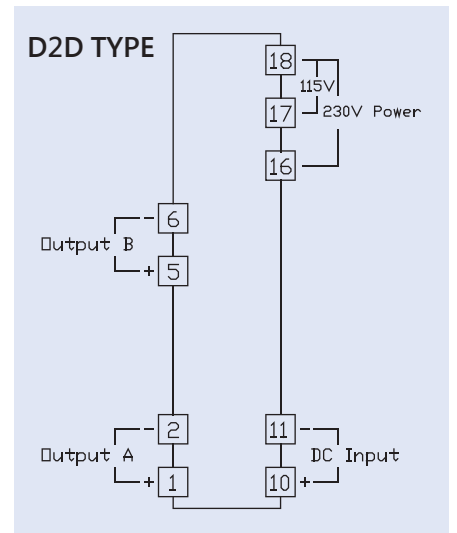 D2D TYPE
18
115V
17
230V Power
16
- 6
Output B
+ 5
- 2
11 -
Output A
DC Input
+ 1
10 +